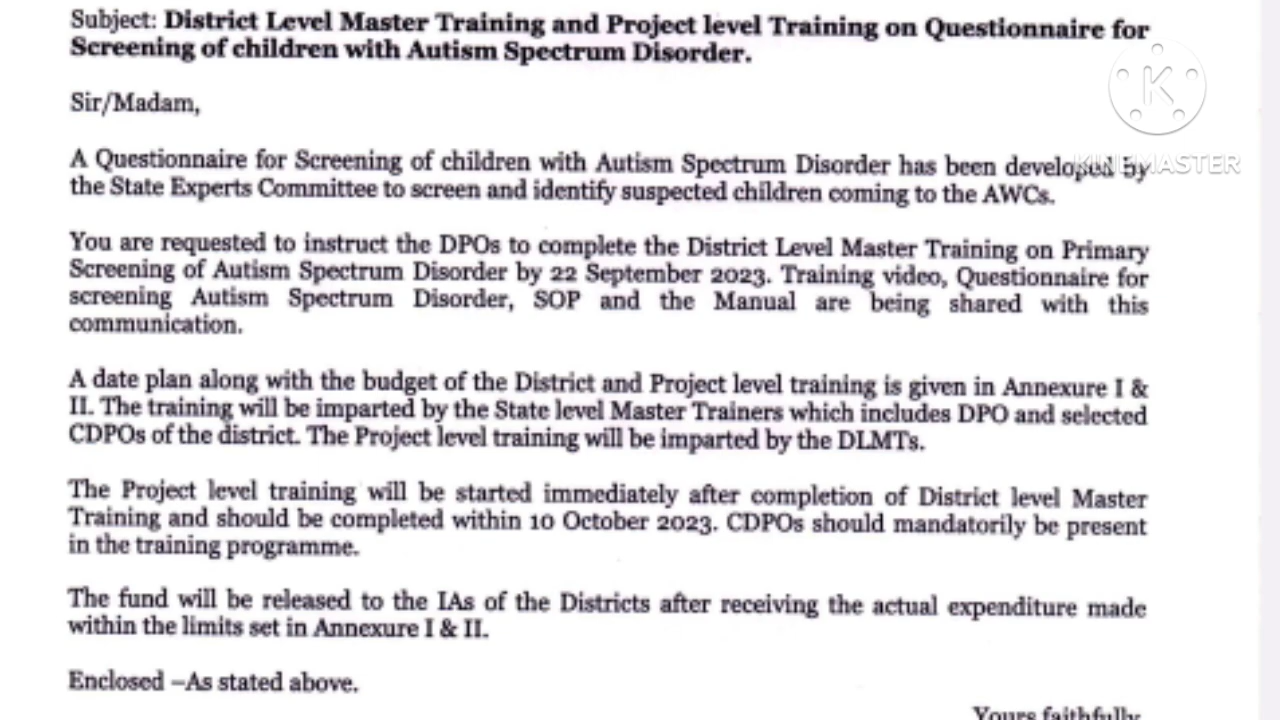 Subject: District Level Master Training and Project level Training on Questionnaire for
Screening of children with Autism Spectrum Disorder.
Sir/Madam,
A Questionnaire for Screening of children with Autism Spectrum Disorder has been developed by
the State Experts Committee to screen and identify suspected children coming to the AWCs.
You are requested to instruct the DPOs to complete the District Level Master Training on Primary
Screening of Autism Spectrum Disorder by 22 September 2023. Training video, Questionnaire for
screening Autism Spectrum Disorder, SOP and the Manual are being shared with this
communication.
A date plan along with the budget of the District and Project level training is given in Annexure I &
II. The training will be imparted by the State level Master Trainers which includes DPO and selected
CDPOs of the district. The Project level training will be imparted by the DLMTs.
The Project level training will be started immediately after completion of District level Master
Training and should be completed within 10 October 2023. CDPOs should mandatorily be present
in the training programme.
The fund will be released to the IAs of the Districts after receiving the actual expenditure made
within the limits set in Annexure I & II.
Enclosed –As stated above.
Yours faithfully,
K
KINEMASTER